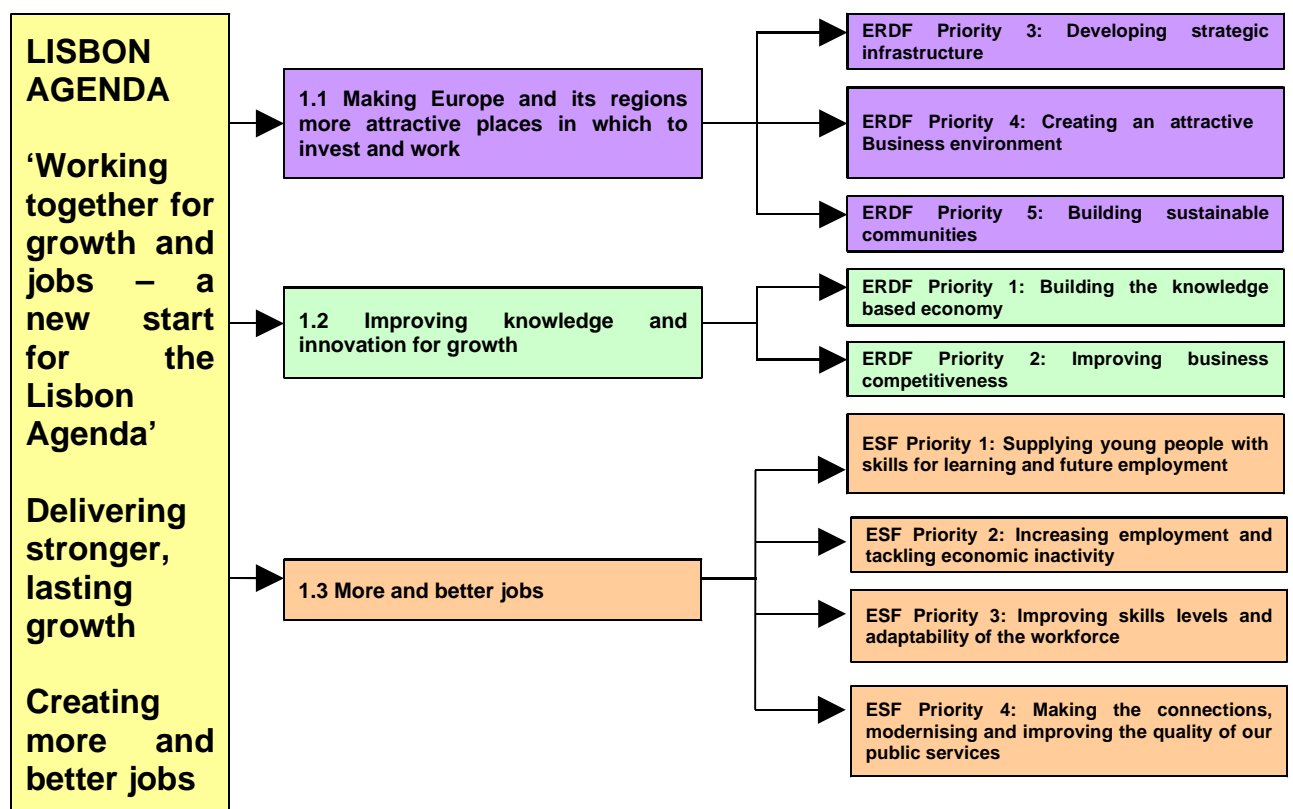 LISBON
AGENDA
‘Working
together for
growth and
jobs – a
new start
for the
Lisbon
Agenda’
Delivering
stronger,
lasting
growth
Creating
more and
better jobs
1.1 Making Europe and its regions
more attractive places in which to
invest and work
ERDF Priority 3: Developing strategic
infrastructure
ERDF Priority 4: Creating an attractive
Business environment
ERDF Priority 5: Building sustainable
communities
1.2 Improving knowledge and
innovation for growth
ERDF Priority 1: Building the knowledge
based economy
ERDF Priority 2: Improving business
competitiveness
1.3 More and better jobs
ESF Priority 1: Supplying young people with
skills for learning and future employment
ESF Priority 2: Increasing employment and
tackling economic inactivity
ESF Priority 3: Improving skills levels and
adaptability of the workforce
ESF Priority 4: Making the connections,
modernising and improving the quality of our
public services